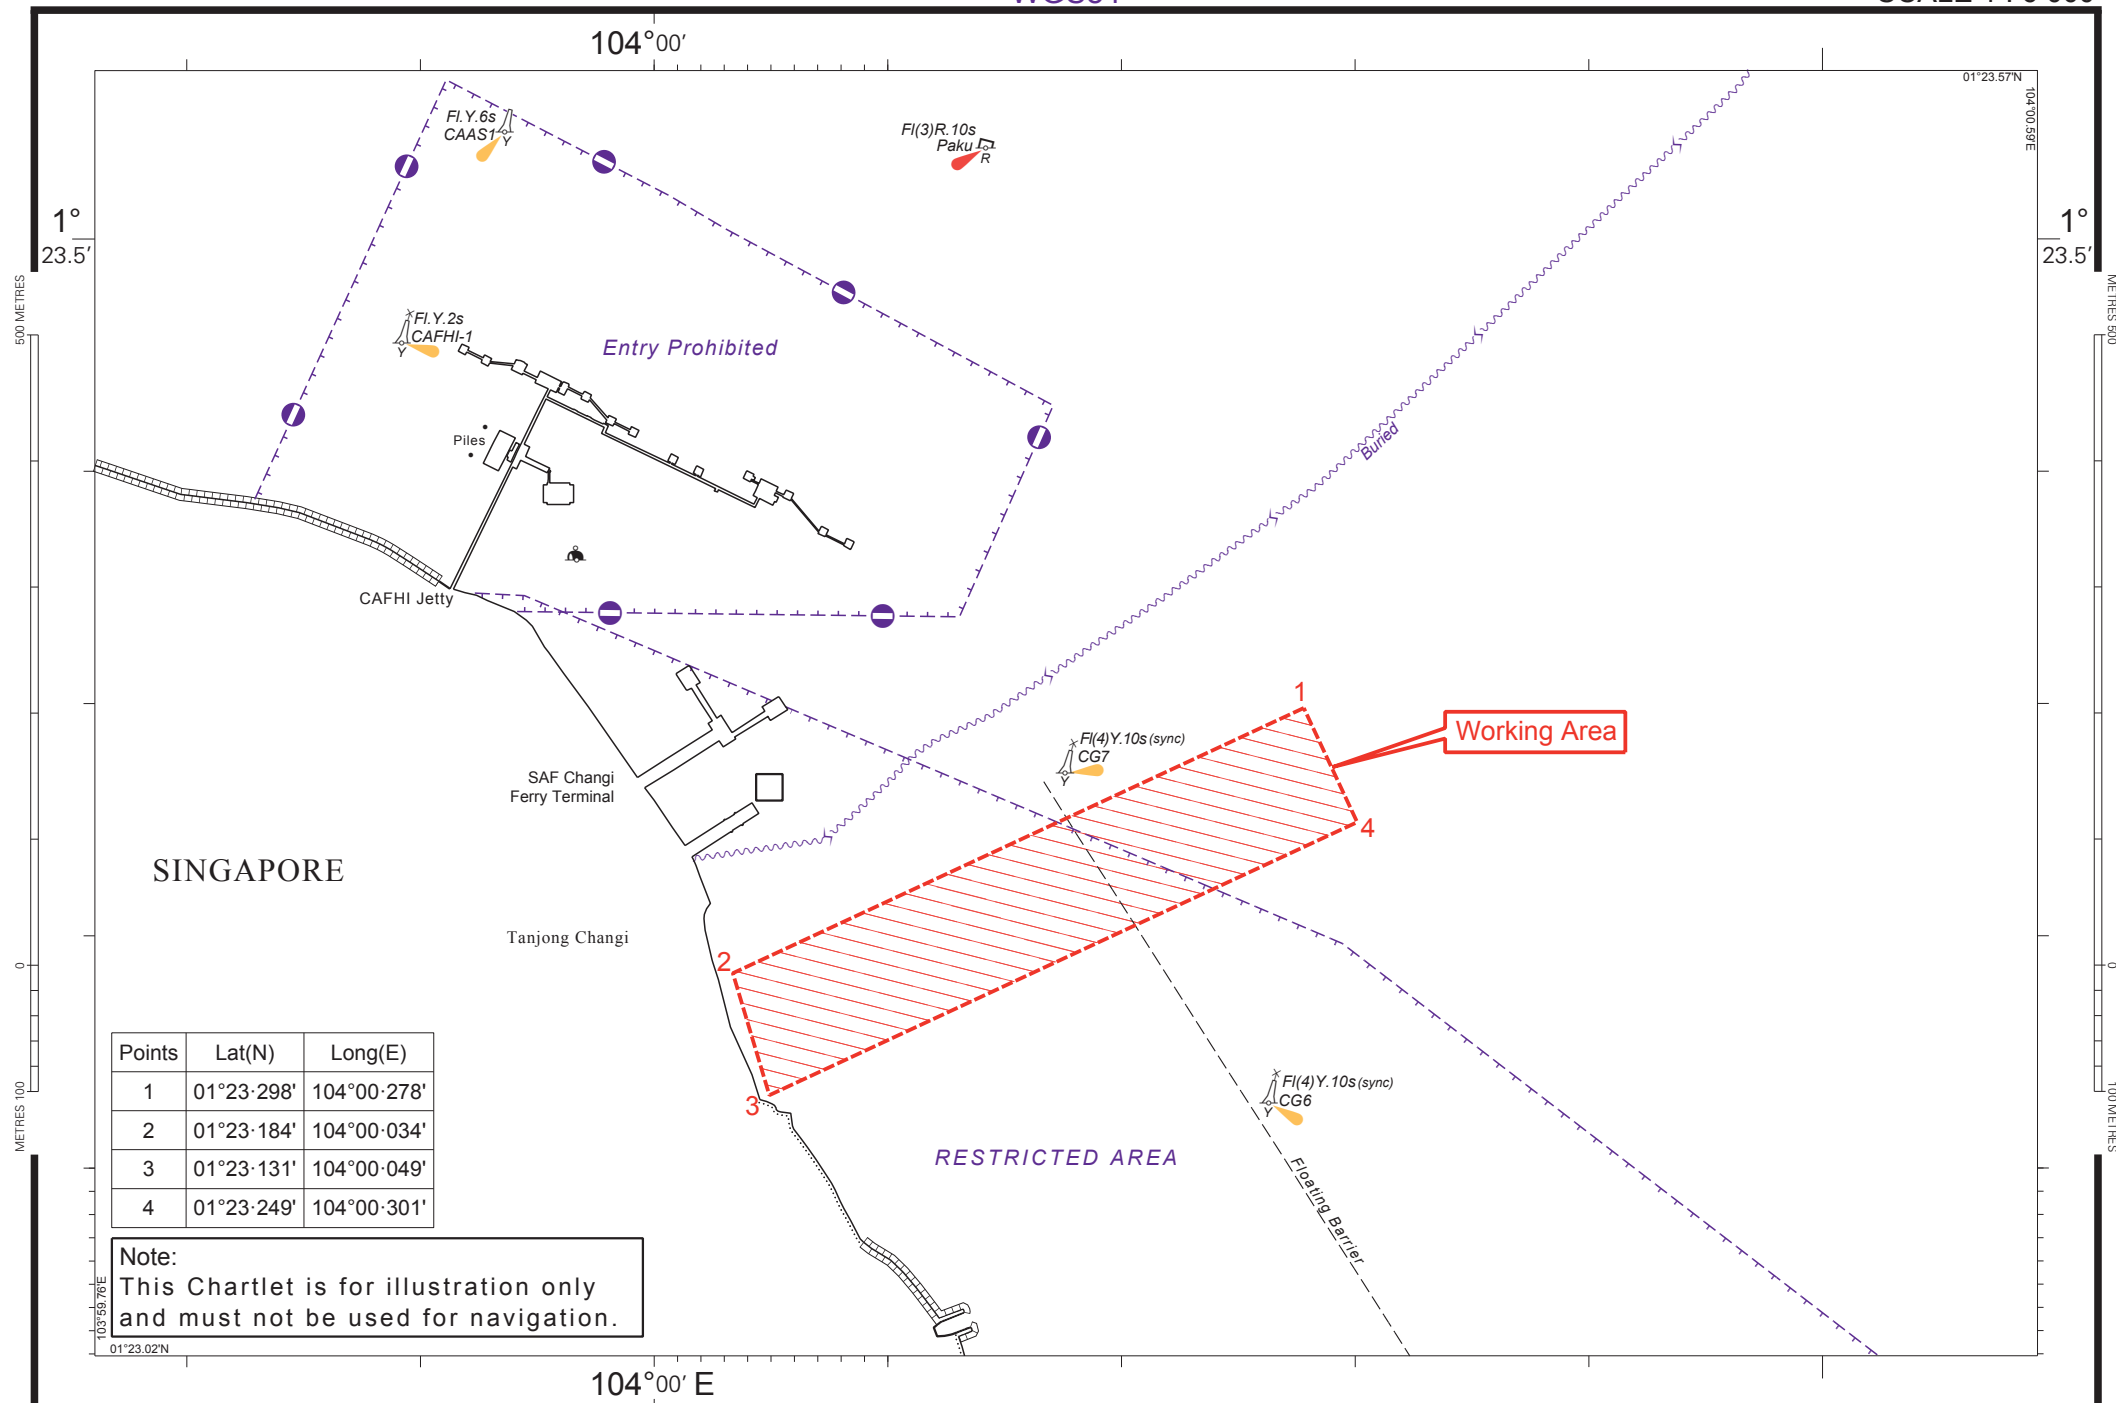 104°00'
01°23.57'N
104°00.59'E
Fl.Y.6s
CAAS1
Y
Fl(3)R.10s
Paku
R
1°
23.5'
1°
23.5'
500 METRES
METRES 500
Fl.Y.2s
CAFHI-1
Y
Entry Prohibited
Buried
Piles
CAFHI Jetty
1
Working Area
Fl(4)Y.10s (sync)
CG7
Y
SAF Changi
Ferry Terminal
4
SINGAPORE
Tanjong Changi
2
0
0
Points Lat(N) Long(E)
1 01°23·298' 104°00·278'
2 01°23·184' 104°00·034'
3 01°23·131' 104°00·049'
4 01°23·249' 104°00·301'
3
Fl(4)Y.10s (sync)
CG6
Y
METRES 100
100 METRES
RESTRICTED AREA
Floating Barrier
Note:
This Chartlet is for illustration only
and must not be used for navigation.
103°59.76'E
01°23.02'N
104°00' E